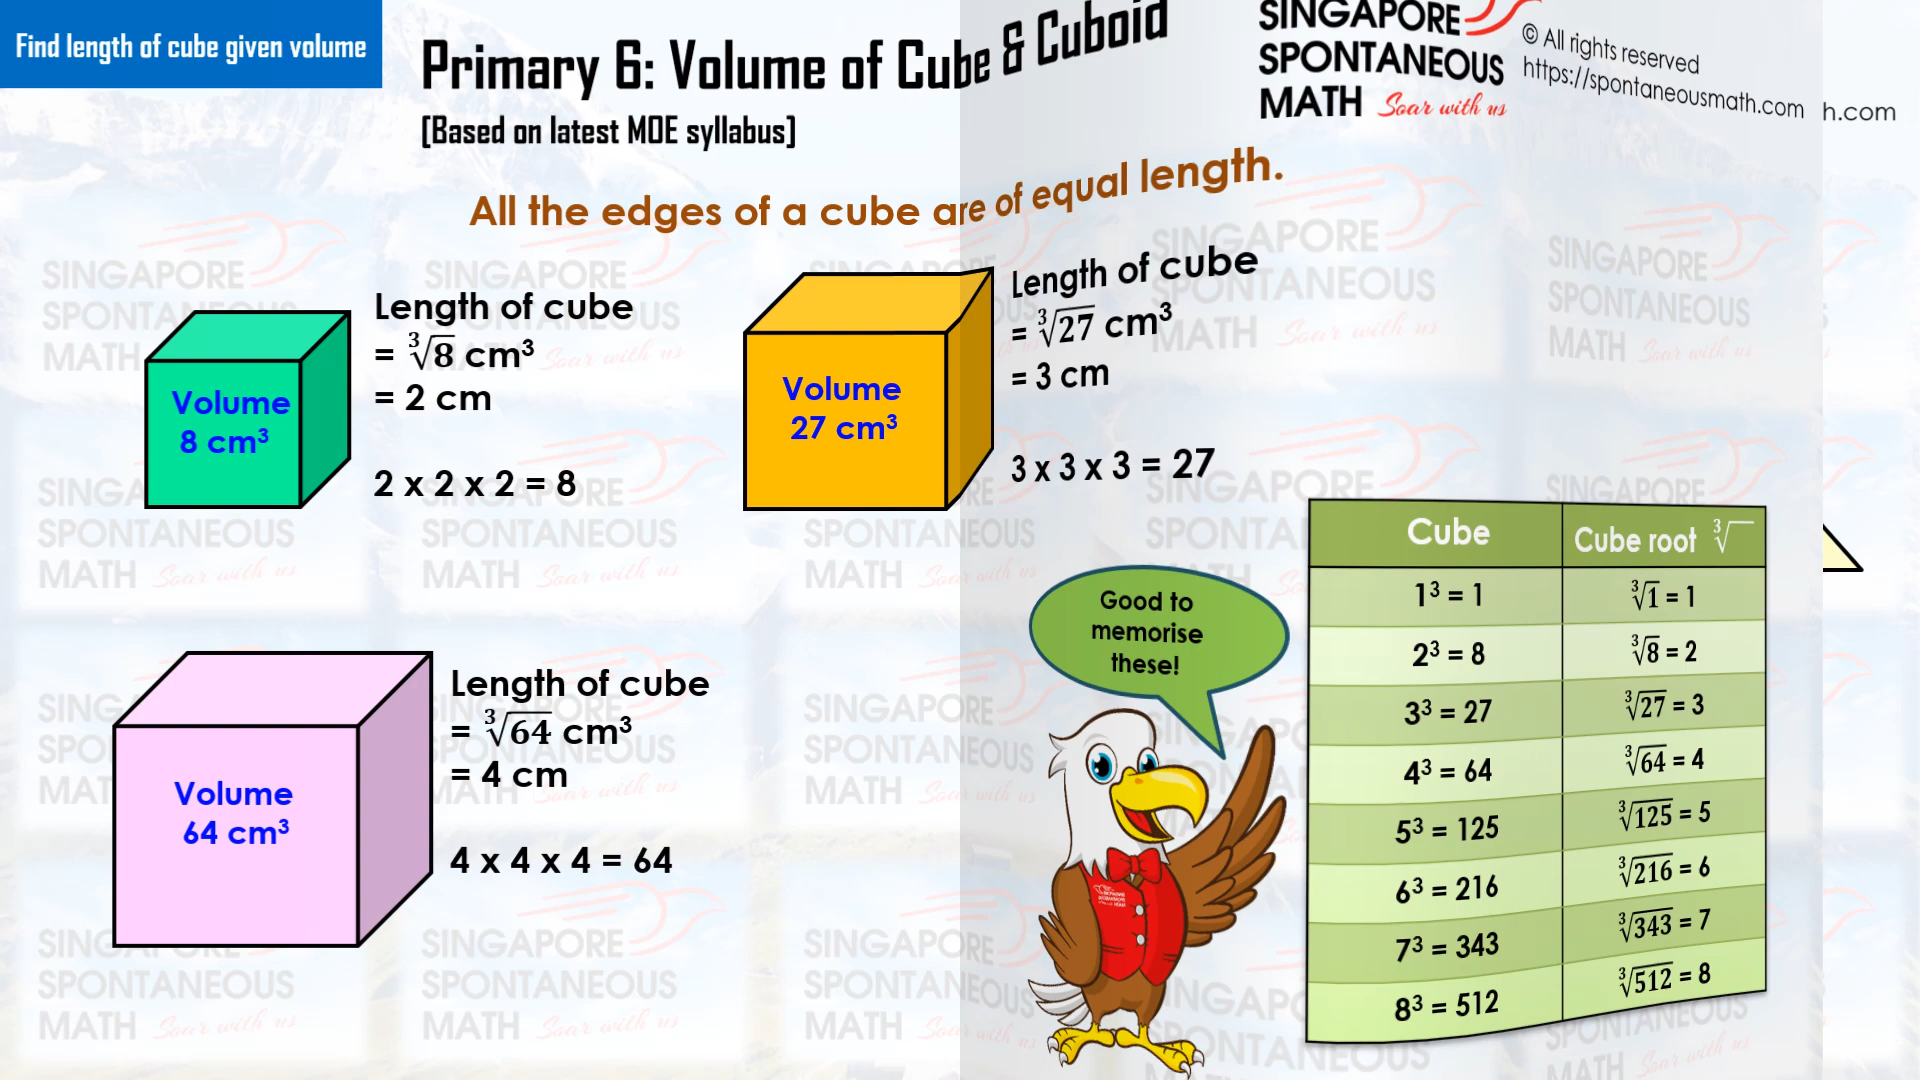 Find length of cube given volume
Primary 6: Volume of Cube & Cuboid
[Based on latest MOE syllabus]
SINGAPORE
SPONTANEOUS
MATH Soar with us
© All rights reserved
https://spontaneousmath.com
h.com
All the edges of a cube are of equal length.
Volume
8 cm³
Length of cube
= ∛8 cm³
= 2 cm
2 x 2 x 2 = 8
Volume
27 cm³
Length of cube
= ∛27 cm³
= 3 cm
3 x 3 x 3 = 27
Volume
64 cm³
Length of cube
= ∛64 cm³
= 4 cm
4 x 4 x 4 = 64
Good to
memorise
these!
Cube Cube root ∛
1³ = 1 ∛1 = 1
2³ = 8 ∛8 = 2
3³ = 27 ∛27 = 3
4³ = 64 ∛64 = 4
5³ = 125 ∛125 = 5
6³ = 216 ∛216 = 6
7³ = 343 ∛343 = 7
8³ = 512 ∛512 = 8